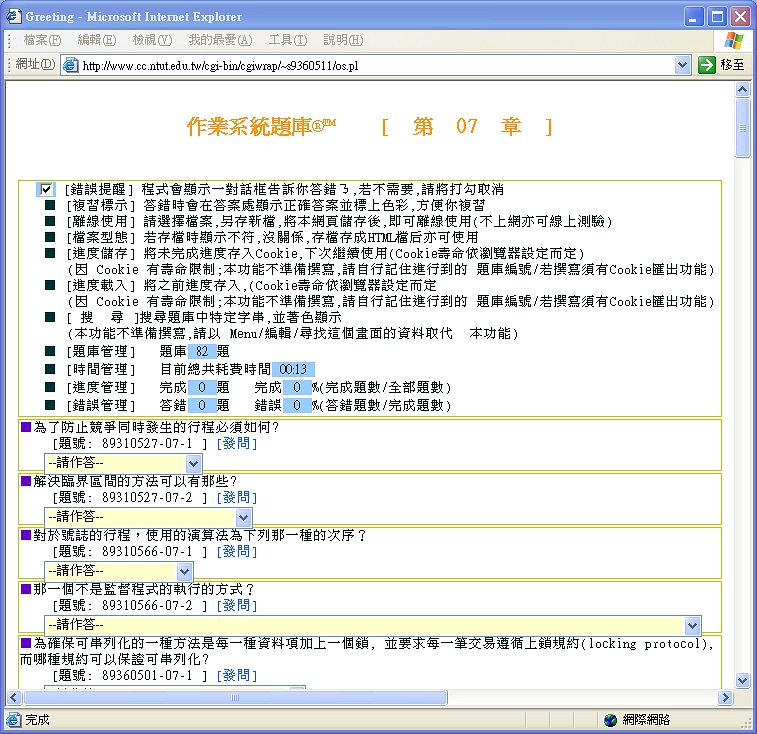 Greeting - Microsoft Internet Explorer
檔案(F) 編輯(E) 檢視(V) 我的最愛(A) 工具(T) 說明(H)
網址(D) http://www.cc.ntut.edu.tw/cgi-bin/cgiwrap/~s9360511/os.pl 移至
作業系統題庫®™ [ 第 07 章 ]
[錯誤提醒] 程式會顯示一對話框告訴你答錯了,若不需要,請將打勾取消
[複習標示] 答錯時會在答案處顯示正確答案並標上色彩,方便你複習
[離線使用] 請選擇檔案,另存新檔,將本網頁儲存後,即可離線使用(不上網亦可線上測驗)
[檔案型態] 若存檔時顯示不符,沒關係,存檔存成HTML檔后亦可使用
[進度儲存] 將未完成進度存入Cookie,下次繼續使用(Cookie壽命依瀏覽器設定而定)
(因 Cookie 有壽命限制;本功能不準備撰寫,請自行記住進行到的 題庫編號/若撰寫須有Cookie匯出功能)
[進度載入] 將之前進度存入,(Cookie壽命依瀏覽器設定而定
(因 Cookie 有壽命限制;本功能不準備撰寫,請自行記住進行到的 題庫編號/若撰寫須有Cookie匯出功能)
[ 搜 尋 ]搜尋題庫中特定字串,並著色顯示
(本功能不準備撰寫,請以 Menu/編輯/尋找這個畫面的資料取代 本功能)
[題庫管理] 題庫 82 題
[時間管理] 目前總共耗費時間 00:13
[進度管理] 完成 0 題 完成 0 %(完成題數/全部題數)
[錯誤管理] 答錯 0 題 錯誤 0 %(答錯題數/完成題數)
為了防止競爭同時發生的行程必須如何?
[題號: 89310527-07-1 ] [發問]
--請作答--
解決臨界區間的方法可以有那些?
[題號: 89310527-07-2 ] [發問]
--請作答--
對於號誌的行程，使用的演算法為下列那一種的次序？
[題號: 89310566-07-1 ] [發問]
--請作答--
那一個不是監督程式的執行的方式？
[題號: 89310566-07-2 ] [發問]
--請作答--
為確保可串列化的一種方法是每一種資料項加上一個鎖, 並要求每一筆交易遵循上鎖規約(locking protocol),
而哪種規約可以保證可串列化?
[題號: 89360501-07-1 ] [發問]
完成 網際網路